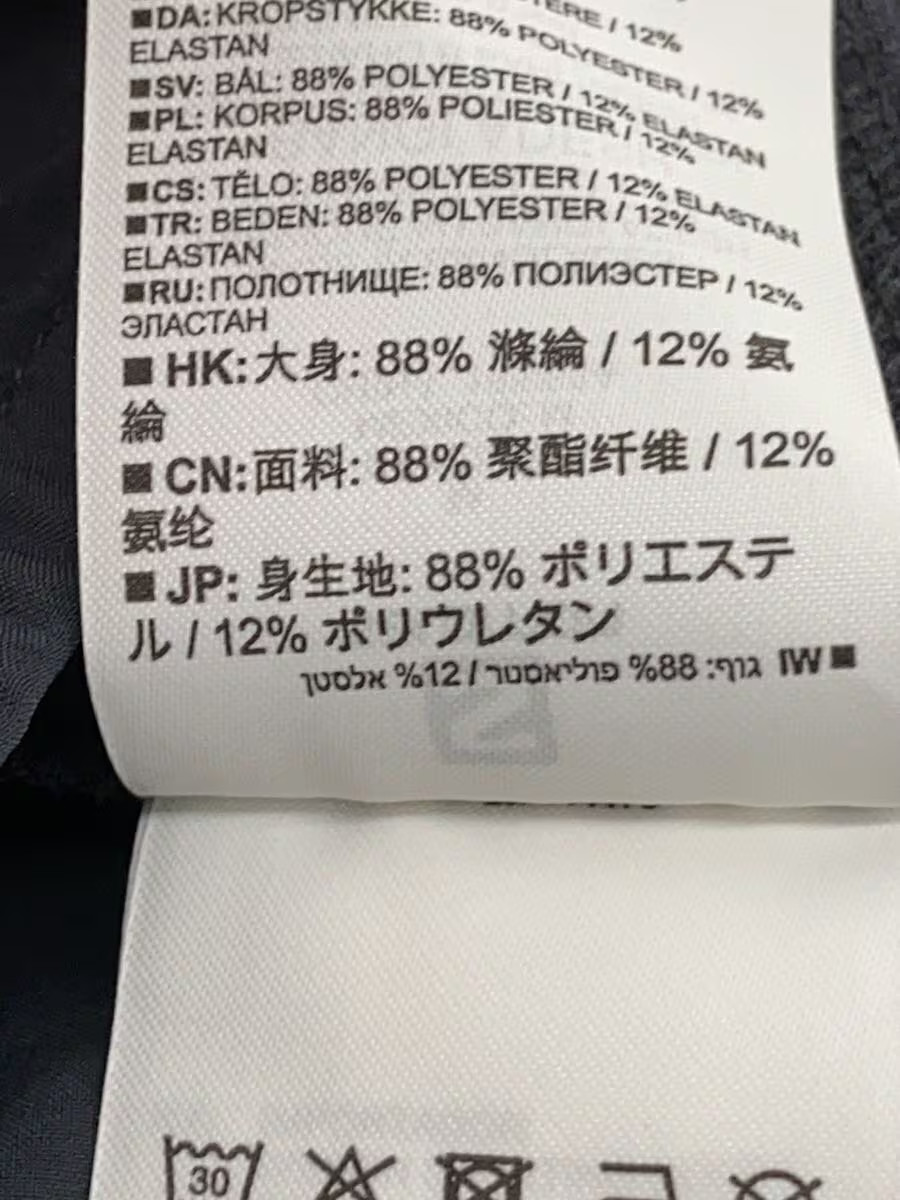 TERE / 12%
■DA: KROPSTYKKE: 88% POLYESTER / 12%
ELASTAN
■SV: BÅL: 88% POLYESTER / 12% ELASTAN
■PL: KORPUS: 88% POLIESTER / 12%
ELASTAN
■CS: TĚLO: 88% POLYESTER / 12% ELASTAN
■TR: BEDEN: 88% POLYESTER / 12%
ELASTAN
■RU: ПОЛОТНИЩЕ: 88% ПОЛИЭСТЕР / 12%
ЭЛАСТАН
■ HK: 大身: 88% 滌綸 / 12% 氨
綸
■ CN: 面料: 88% 聚酯纤维 / 12%
氨纶
■ JP: 身生地: 88% ポリエステ
ル / 12% ポリウレタン
■ IW גוף: 88% פוליאסטר / 12% אלסטן
30